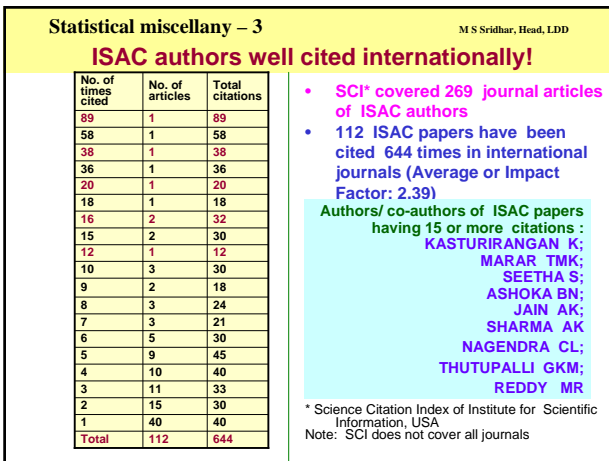 Statistical miscellany – 3
M S Sridhar, Head, LDD
ISAC authors well cited internationally!
No. of times cited No. of articles Total citations
89 1 89
58 1 58
38 1 38
36 1 36
20 1 20
18 1 18
16 2 32
15 2 30
12 1 12
10 3 30
9 2 18
8 3 24
7 3 21
6 5 30
5 9 45
4 10 40
3 11 33
2 15 30
1 40 40
Total 112 644
• SCI* covered 269 journal articles
of ISAC authors
• 112 ISAC papers have been
cited 644 times in international
journals (Average or Impact
Factor: 2.39)
Authors/ co-authors of ISAC papers
having 15 or more citations :
KASTURIRANGAN K;
MARAR TMK;
SEETHA S;
ASHOKA BN;
JAIN AK;
SHARMA AK
NAGENDRA CL;
THUTUPALLI GKM;
REDDY MR
* Science Citation Index of Institute for Scientific
Information, USA
Note: SCI does not cover all journals